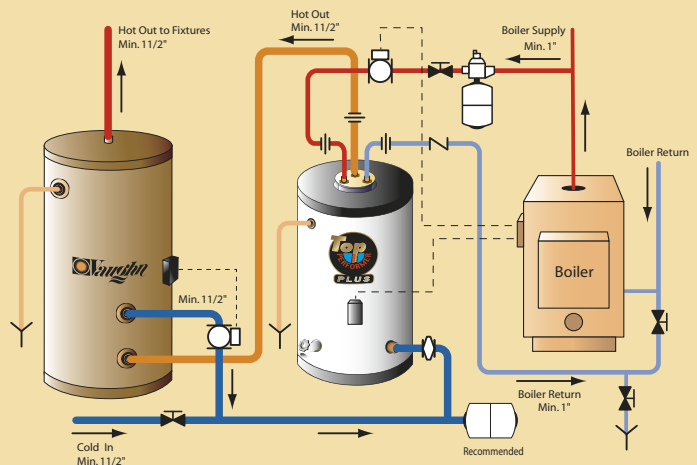 Hot Out to Fixtures
Min. 11/2"
Hot Out
Min. 11/2"
Boiler Supply
Min. 1"
Boiler Return
Vaughn
Top
PERFORMER
PLUS
Boiler
Min. 11/2"
Boiler Return
Min. 1"
Cold In
Min. 11/2"
Recommended